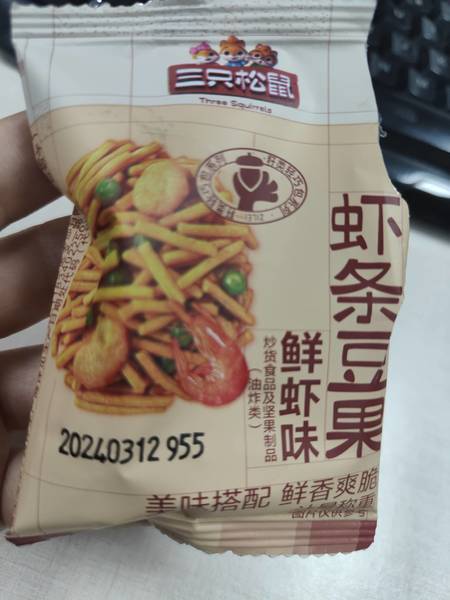 三只松鼠
Three Squirrels
虾条豆果
鲜虾味
炒货食品及坚果制品
（油炸类）
20240312 955
美味搭配 鲜香爽脆